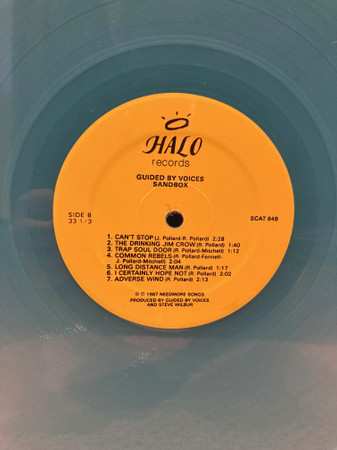 HALO
records
GUIDED BY VOICES
SANDBOX
SIDE B
33 1/3
SCAT #49
1. CAN'T STOP (J. Pollard-R. Pollard) 2:28
2. THE DRINKING JIM CROW (R. Pollard) 1:40
3. TRAP SOUL DOOR (R. Pollard-Mitchell) 1:12
4. COMMON REBELS (R. Pollard-Fennell-
J. Pollard-Mitchell) 2:04
5. LONG DISTANCE MAN (R. Pollard) 1:17
6. I CERTAINLY HOPE NOT (R. Pollard) 2:02
7. ADVERSE WIND (R. Pollard) 2:13
℗ © 1987 NEEDMORE SONGS
PRODUCED BY GUIDED BY VOICES
AND STEVE WILBUR